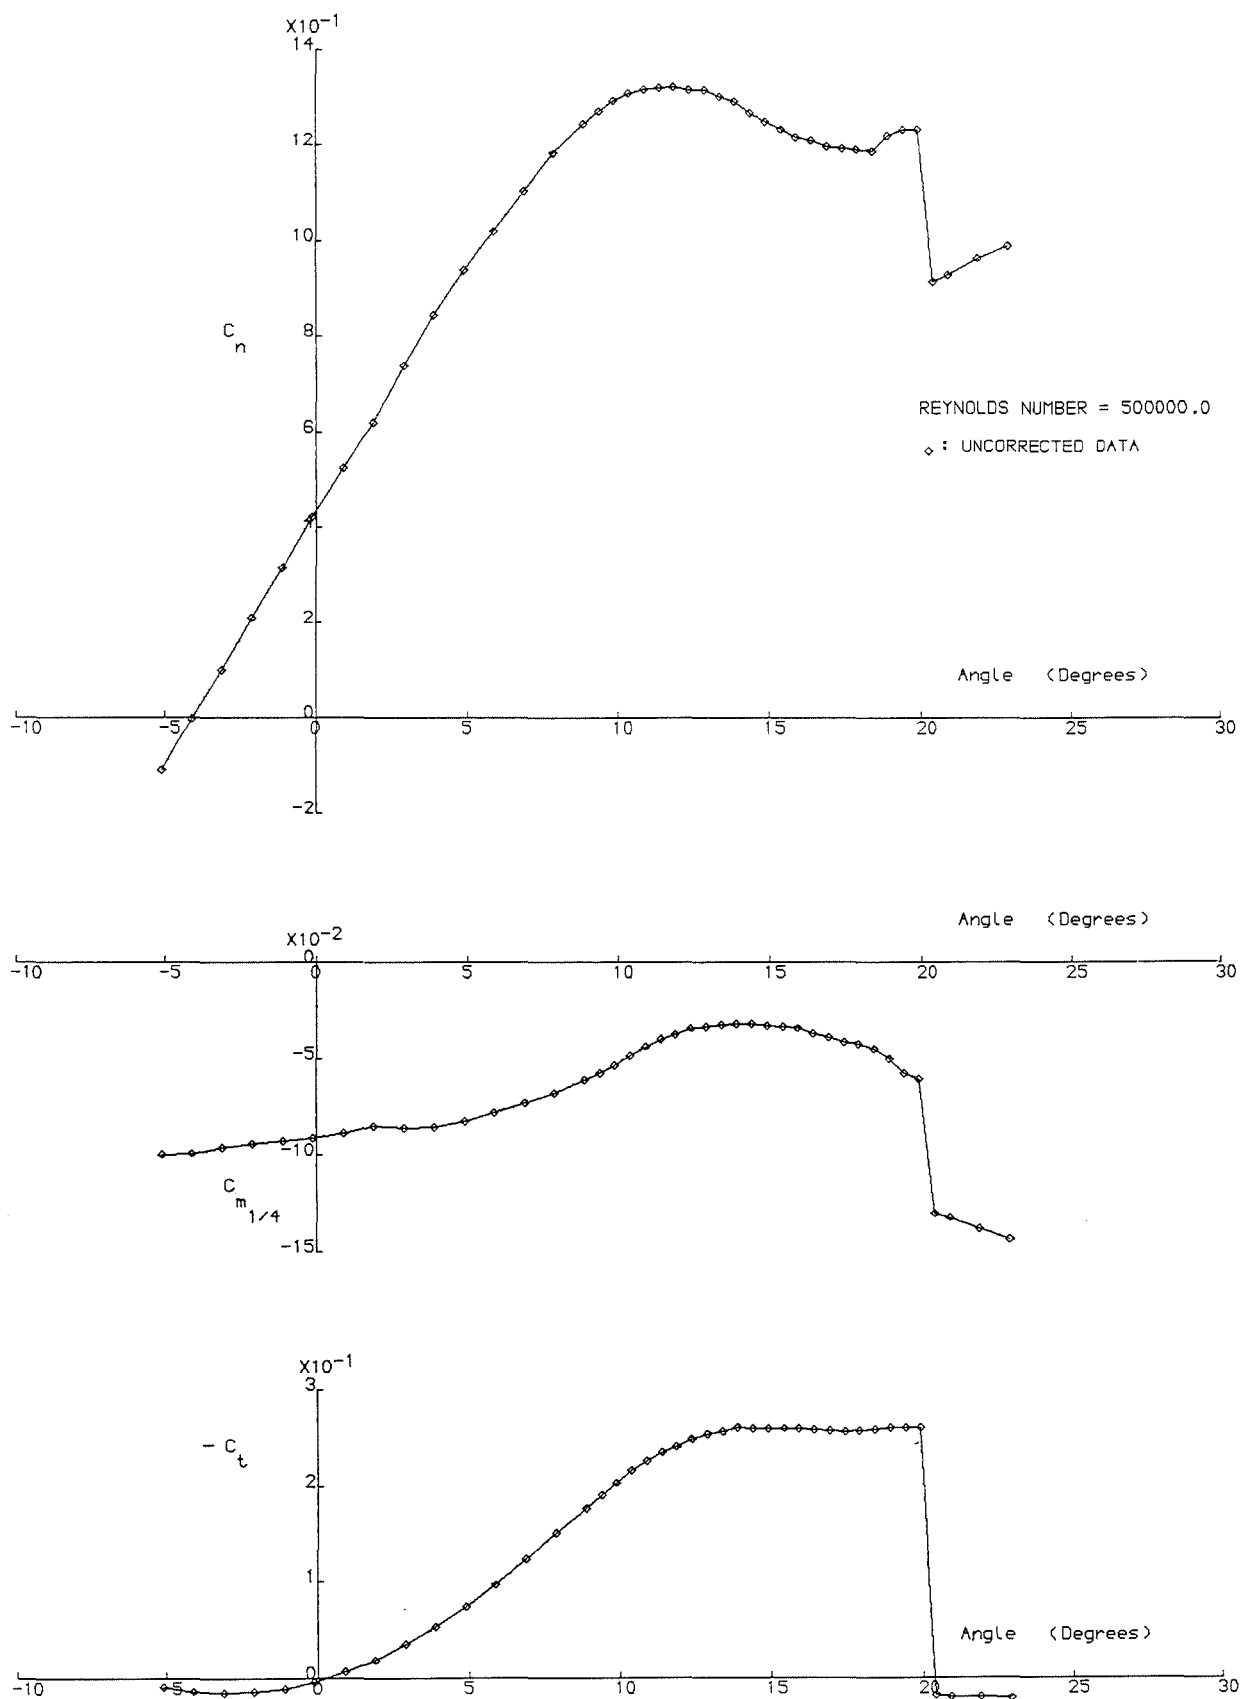 X10-1
14
12
10
8
C n
REYNOLDS NUMBER = 500000.0
◇ : UNCORRECTED DATA
6
4
2
Angle (Degrees)
0
-10 -5 0 5 10 15 20 25 30
-2
Angle (Degrees)
X10-2
0
-10 -5 0 5 10 15 20 25 30
-5
-10
C m 1/4
-15
X10-1
3
- C t
2
1
Angle (Degrees)
0
-10 -5 0 5 10 15 20 25 30